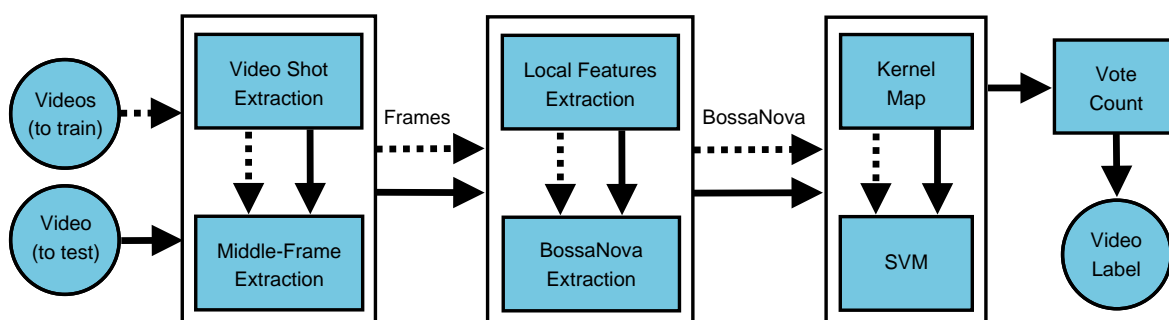 Videos
(to train)
Video
(to test)
Video Shot
Extraction
Middle-Frame
Extraction
Frames
Local Features
Extraction
BossaNova
Extraction
BossaNova
Kernel
Map
SVM
Vote
Count
Video
Label